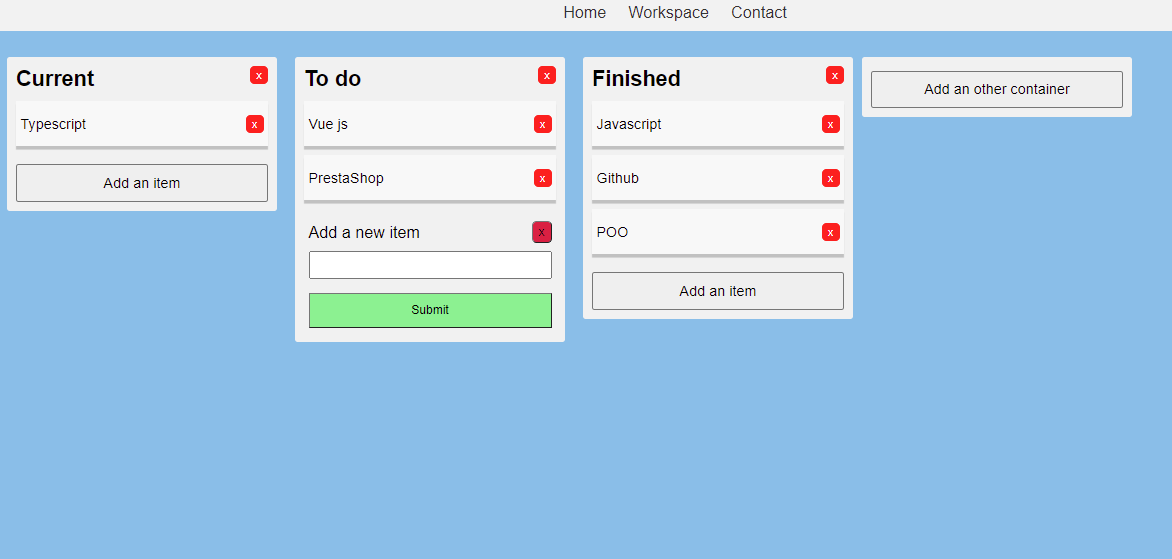 Home Workspace Contact
Current x
Typescript x
Add an item
To do x
Vue js x
PrestaShop x
Add a new item x
Submit
Finished x
Javascript x
Github x
POO x
Add an item
Add an other container